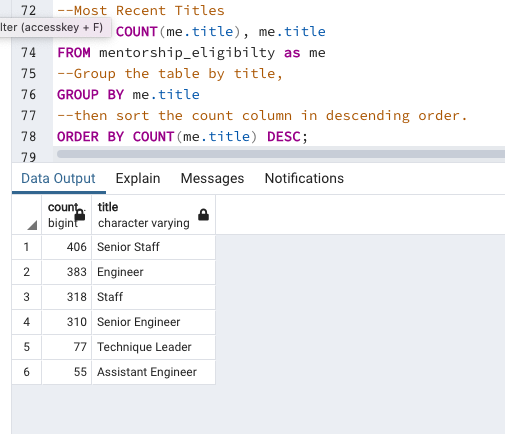 72 --Most Recent Titles
lter (accesskey + F)
COUNT(me.title), me.title
74 FROM mentorship_eligibilty as me
75 --Group the table by title,
76 GROUP BY me.title
77 --then sort the count column in descending order.
78 ORDER BY COUNT(me.title) DESC;
79
Data Output Explain Messages Notifications
count title
bigint character varying
1 406 Senior Staff
2 383 Engineer
3 318 Staff
4 310 Senior Engineer
5 77 Technique Leader
6 55 Assistant Engineer